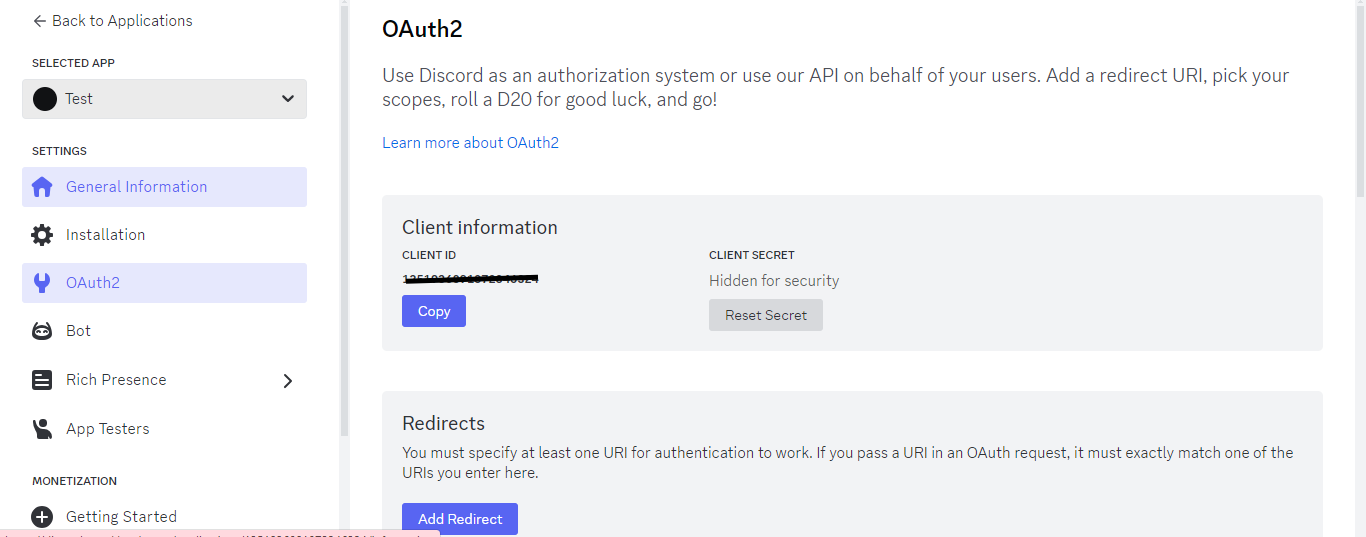 Back to Applications
SELECTED APP
Test
SETTINGS
General Information
Installation
OAuth2
Bot
Rich Presence
App Testers
MONETIZATION
Getting Started
OAuth2
Use Discord as an authorization system or use our API on behalf of your users. Add a redirect URI, pick your
scopes, roll a D20 for good luck, and go!
Learn more about OAuth2
Client information
CLIENT ID
Copy
CLIENT SECRET
Hidden for security
Reset Secret
Redirects
You must specify at least one URI for authentication to work. If you pass a URI in an OAuth request, it must exactly match one of the
URIs you enter here.
Add Redirect